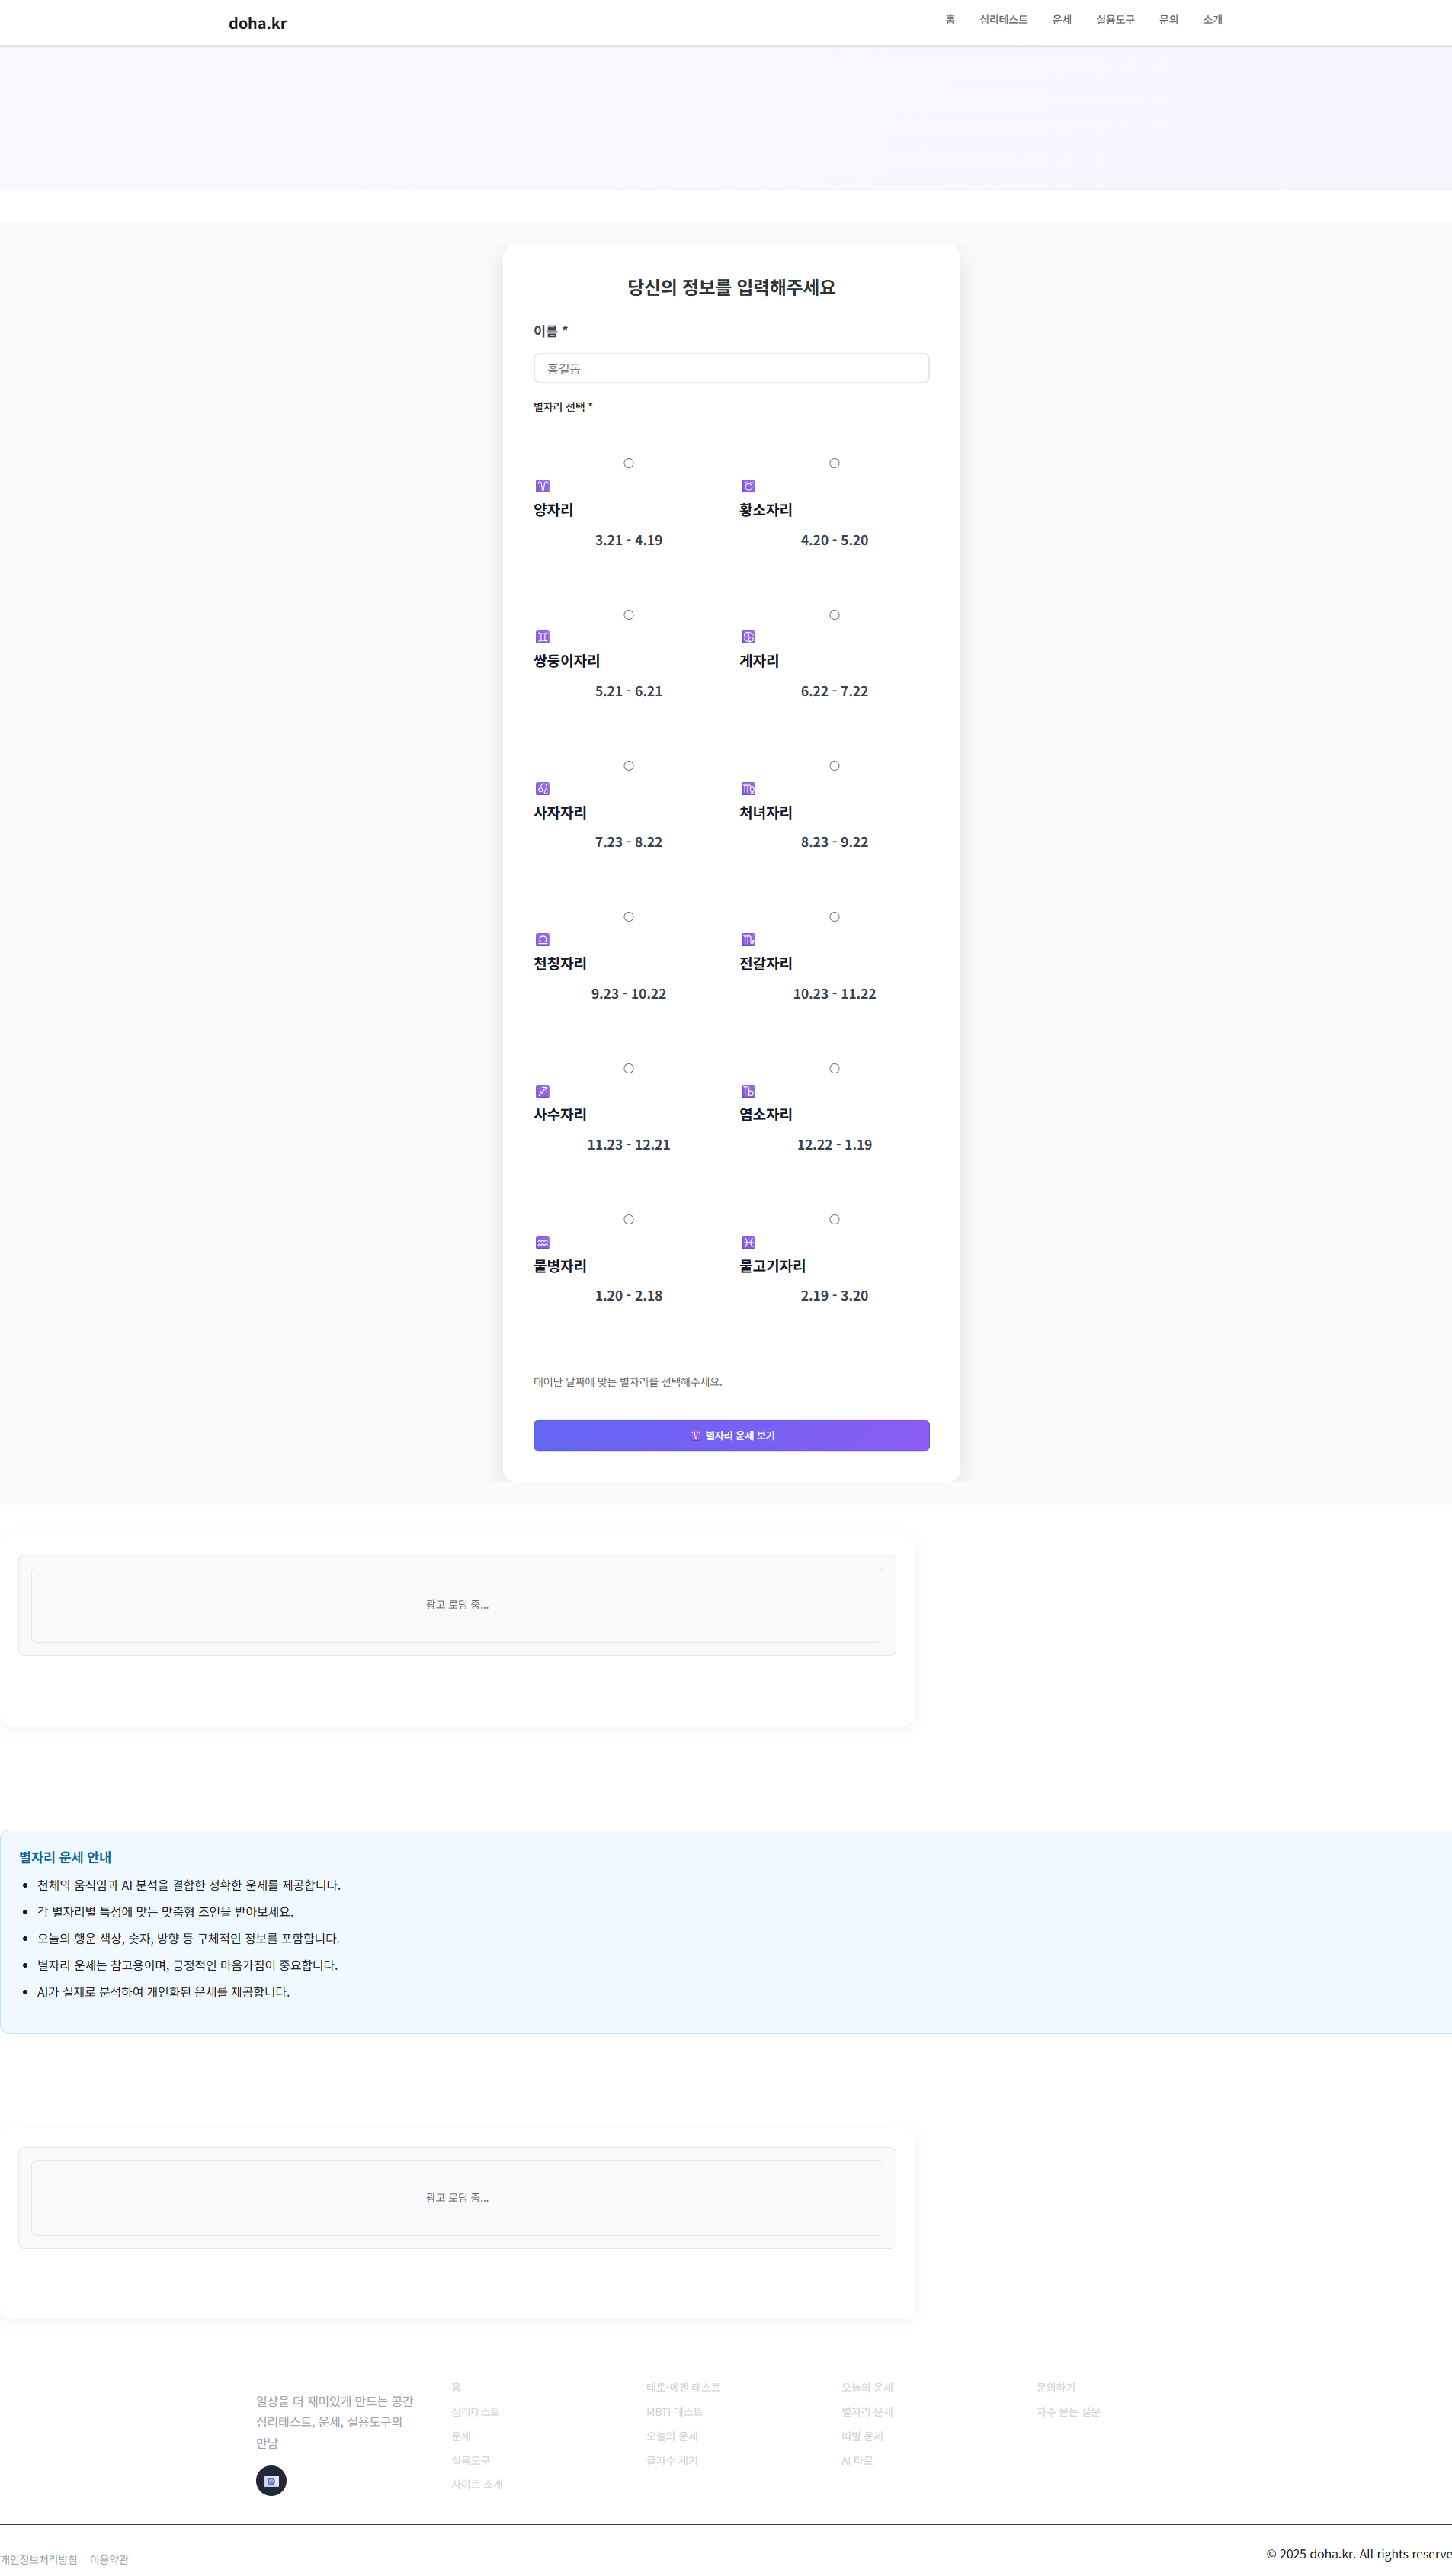 doha.kr
홈 심리테스트 운세 실용도구 문의 소개
당신의 정보를 입력해주세요
이름 *
홍길동
별자리 선택 *
♈
양자리
3.21 - 4.19
♉
황소자리
4.20 - 5.20
♊
쌍둥이자리
5.21 - 6.21
♋
게자리
6.22 - 7.22
♌
사자자리
7.23 - 8.22
♍
처녀자리
8.23 - 9.22
♎
천칭자리
9.23 - 10.22
♏
전갈자리
10.23 - 11.22
♐
사수자리
11.23 - 12.21
♑
염소자리
12.22 - 1.19
♒
물병자리
1.20 - 2.18
♓
물고기자리
2.19 - 3.20
태어난 날짜에 맞는 별자리를 선택해주세요.
♈ 별자리 운세 보기
광고 로딩 중...
별자리 운세 안내
• 천체의 움직임과 AI 분석을 결합한 정확한 운세를 제공합니다.
• 각 별자리별 특성에 맞는 맞춤형 조언을 받아보세요.
• 오늘의 행운 색상, 숫자, 방향 등 구체적인 정보를 포함합니다.
• 별자리 운세는 참고용이며, 긍정적인 마음가짐이 중요합니다.
• AI가 실제로 분석하여 개인화된 운세를 제공합니다.
광고 로딩 중...
일상을 더 재미있게 만드는 공간
심리테스트, 운세, 실용도구의
만남
홈
심리테스트
운세
실용도구
사이트 소개
테토-에겐 테스트
MBTI 테스트
오늘의 운세
글자수 세기
오늘의 운세
별자리 운세
띠별 운세
AI 타로
문의하기
자주 묻는 질문
개인정보처리방침 이용약관
© 2025 doha.kr. All rights reserve